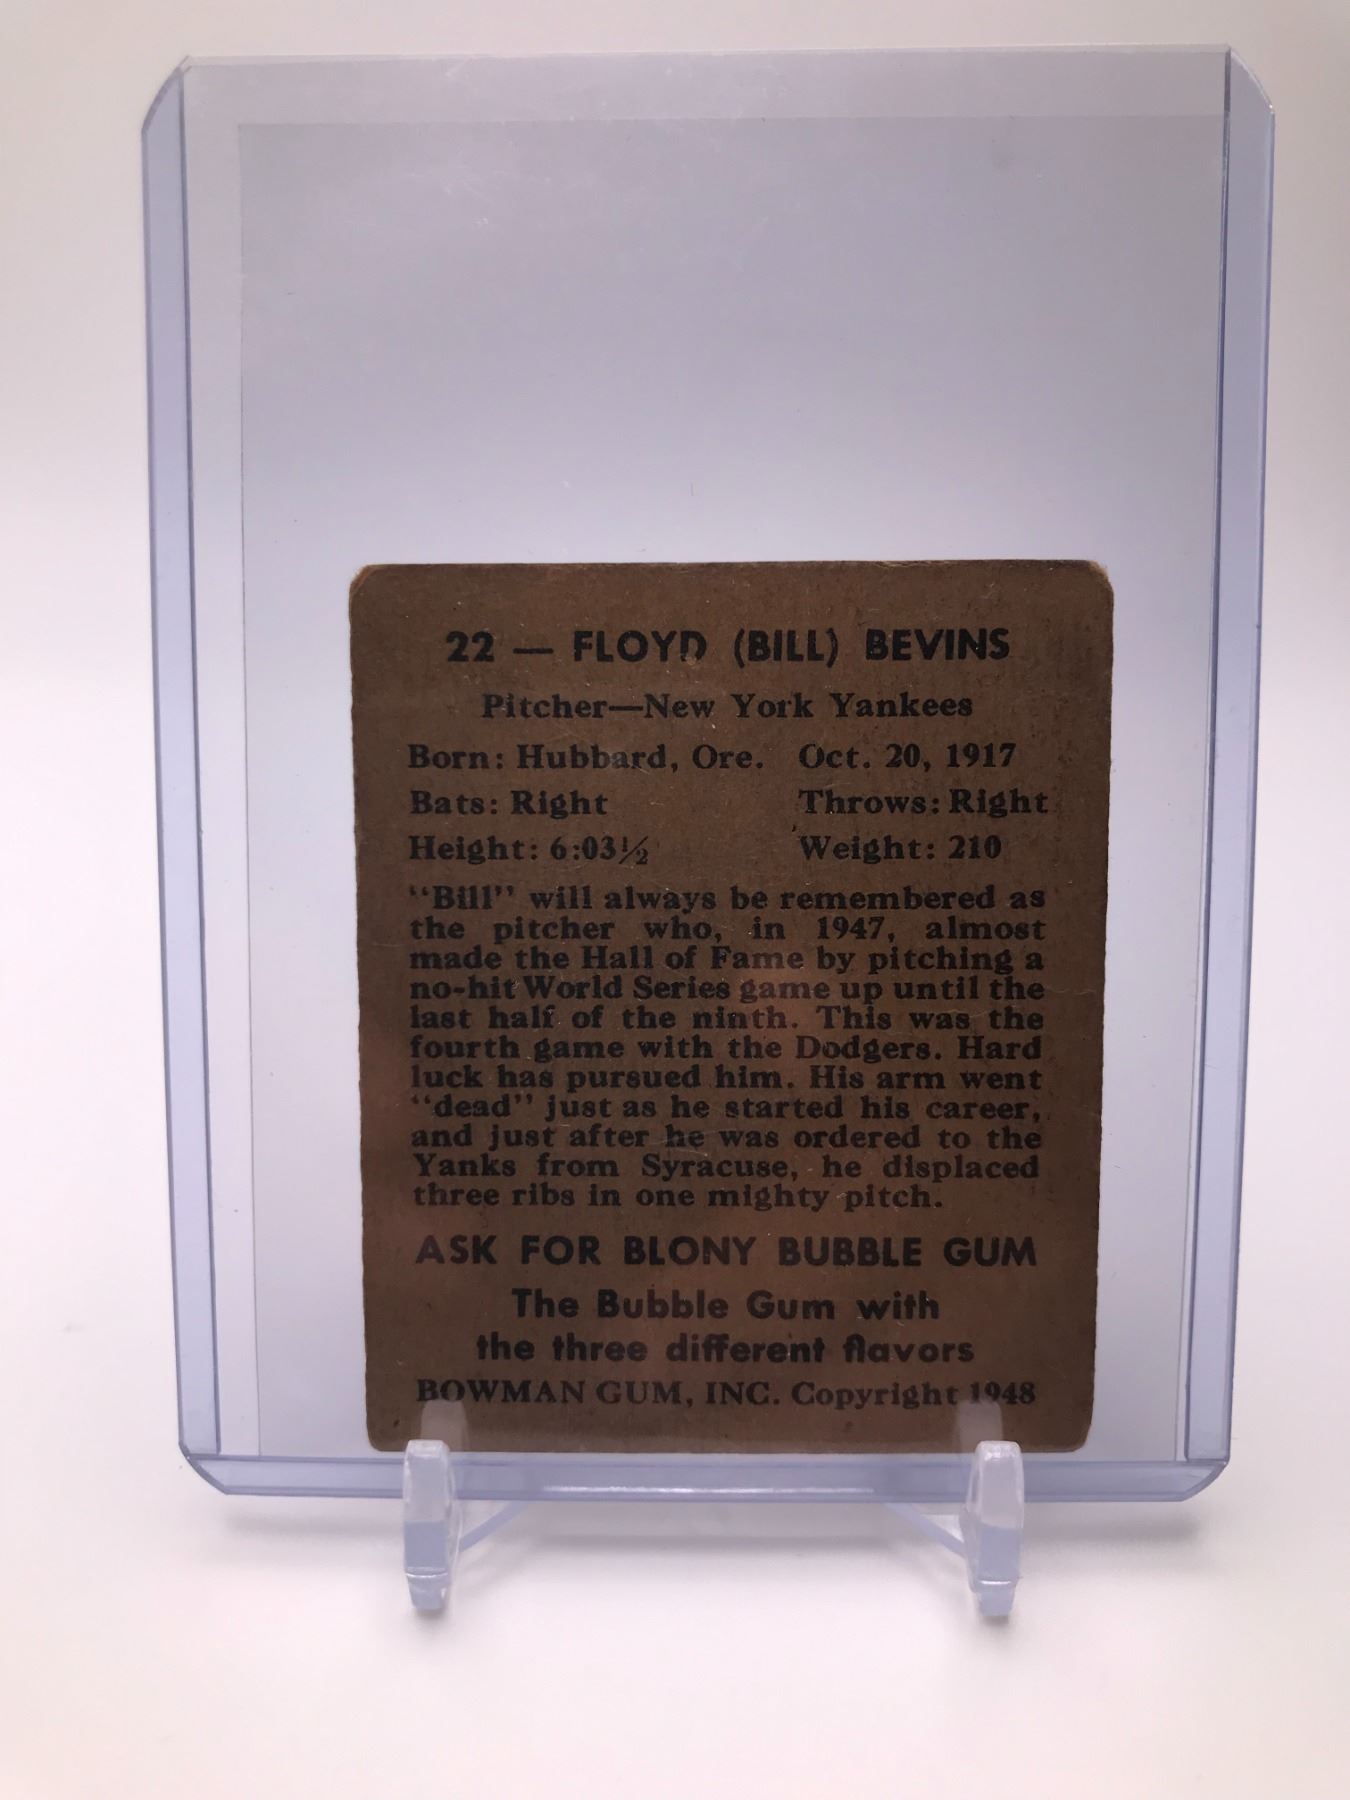 22 — FLOYD (BILL) BEVINS
Pitcher—New York Yankees
Born: Hubbard, Ore. Oct. 20, 1917
Bats: Right Throws: Right
Height: 6:03½ Weight: 210
"Bill" will always be remembered as
the pitcher who, in 1947, almost
made the Hall of Fame by pitching a
no-hit World Series game up until the
last half of the ninth. This was the
fourth game with the Dodgers. Hard
luck has pursued him. His arm went
"dead" just as he started his career,
and just after he was ordered to the
Yanks from Syracuse, he displaced
three ribs in one mighty pitch.
ASK FOR BLONY BUBBLE GUM
The Bubble Gum with
the three different flavors
BOWMAN GUM, INC. Copyright 1948